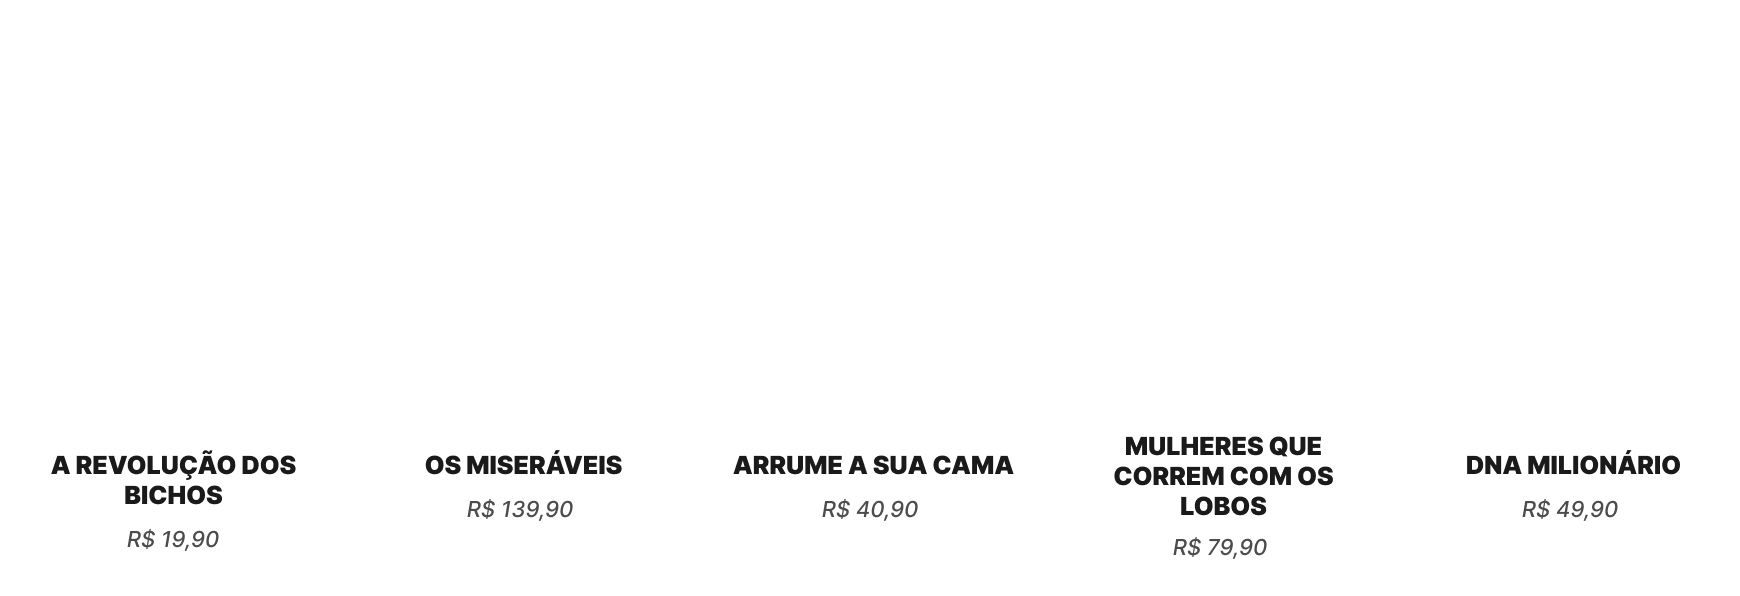 A REVOLUÇÃO DOS
BICHOS
R$ 19,90
OS MISERÁVEIS
R$ 139,90
ARRUME A SUA CAMA
R$ 40,90
MULHERES QUE
CORREM COM OS
LOBOS
R$ 79,90
DNA MILIONÁRIO
R$ 49,90